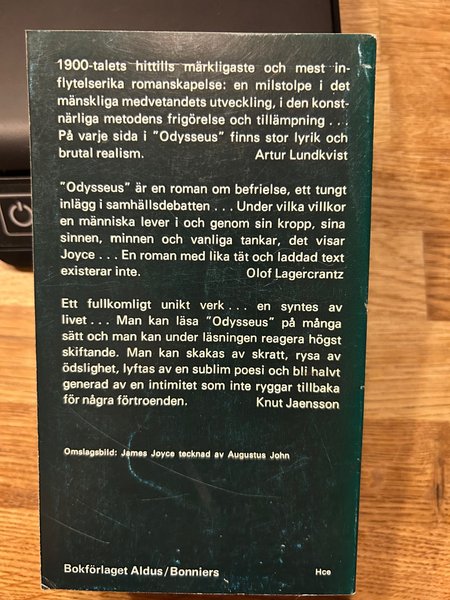 1900-talets hittills märkligaste och mest in-
flytelserika romanskapelse: en milstolpe i det
mänskliga medvetandets utveckling, i den konst-
närliga metodens frigörelse och tillämpning . . .
På varje sida i "Odysseus" finns stor lyrik och
brutal realism. Artur Lundkvist
"Odysseus" är en roman om befrielse, ett tungt
inlägg i samhällsdebatten . . . Under vilka villkor
en människa lever i och genom sin kropp, sina
sinnen, minnen och vanliga tankar, det visar
Joyce . . . En roman med lika tät och laddad text
existerar inte. Olof Lagercrantz
Ett fullkomligt unikt verk . . . en syntes av
livet . . . Man kan läsa "Odysseus" på många
sätt och man kan under läsningen reagera högst
skiftande. Man kan skakas av skratt, rysa av
ödslighet, lyftas av en sublim poesi och bli halvt
generad av en intimitet som inte ryggar tillbaka
för några förtroenden. Knut Jaensson
Omslagsbild: James Joyce tecknad av Augustus John
Bokförlaget Aldus/Bonniers Hce